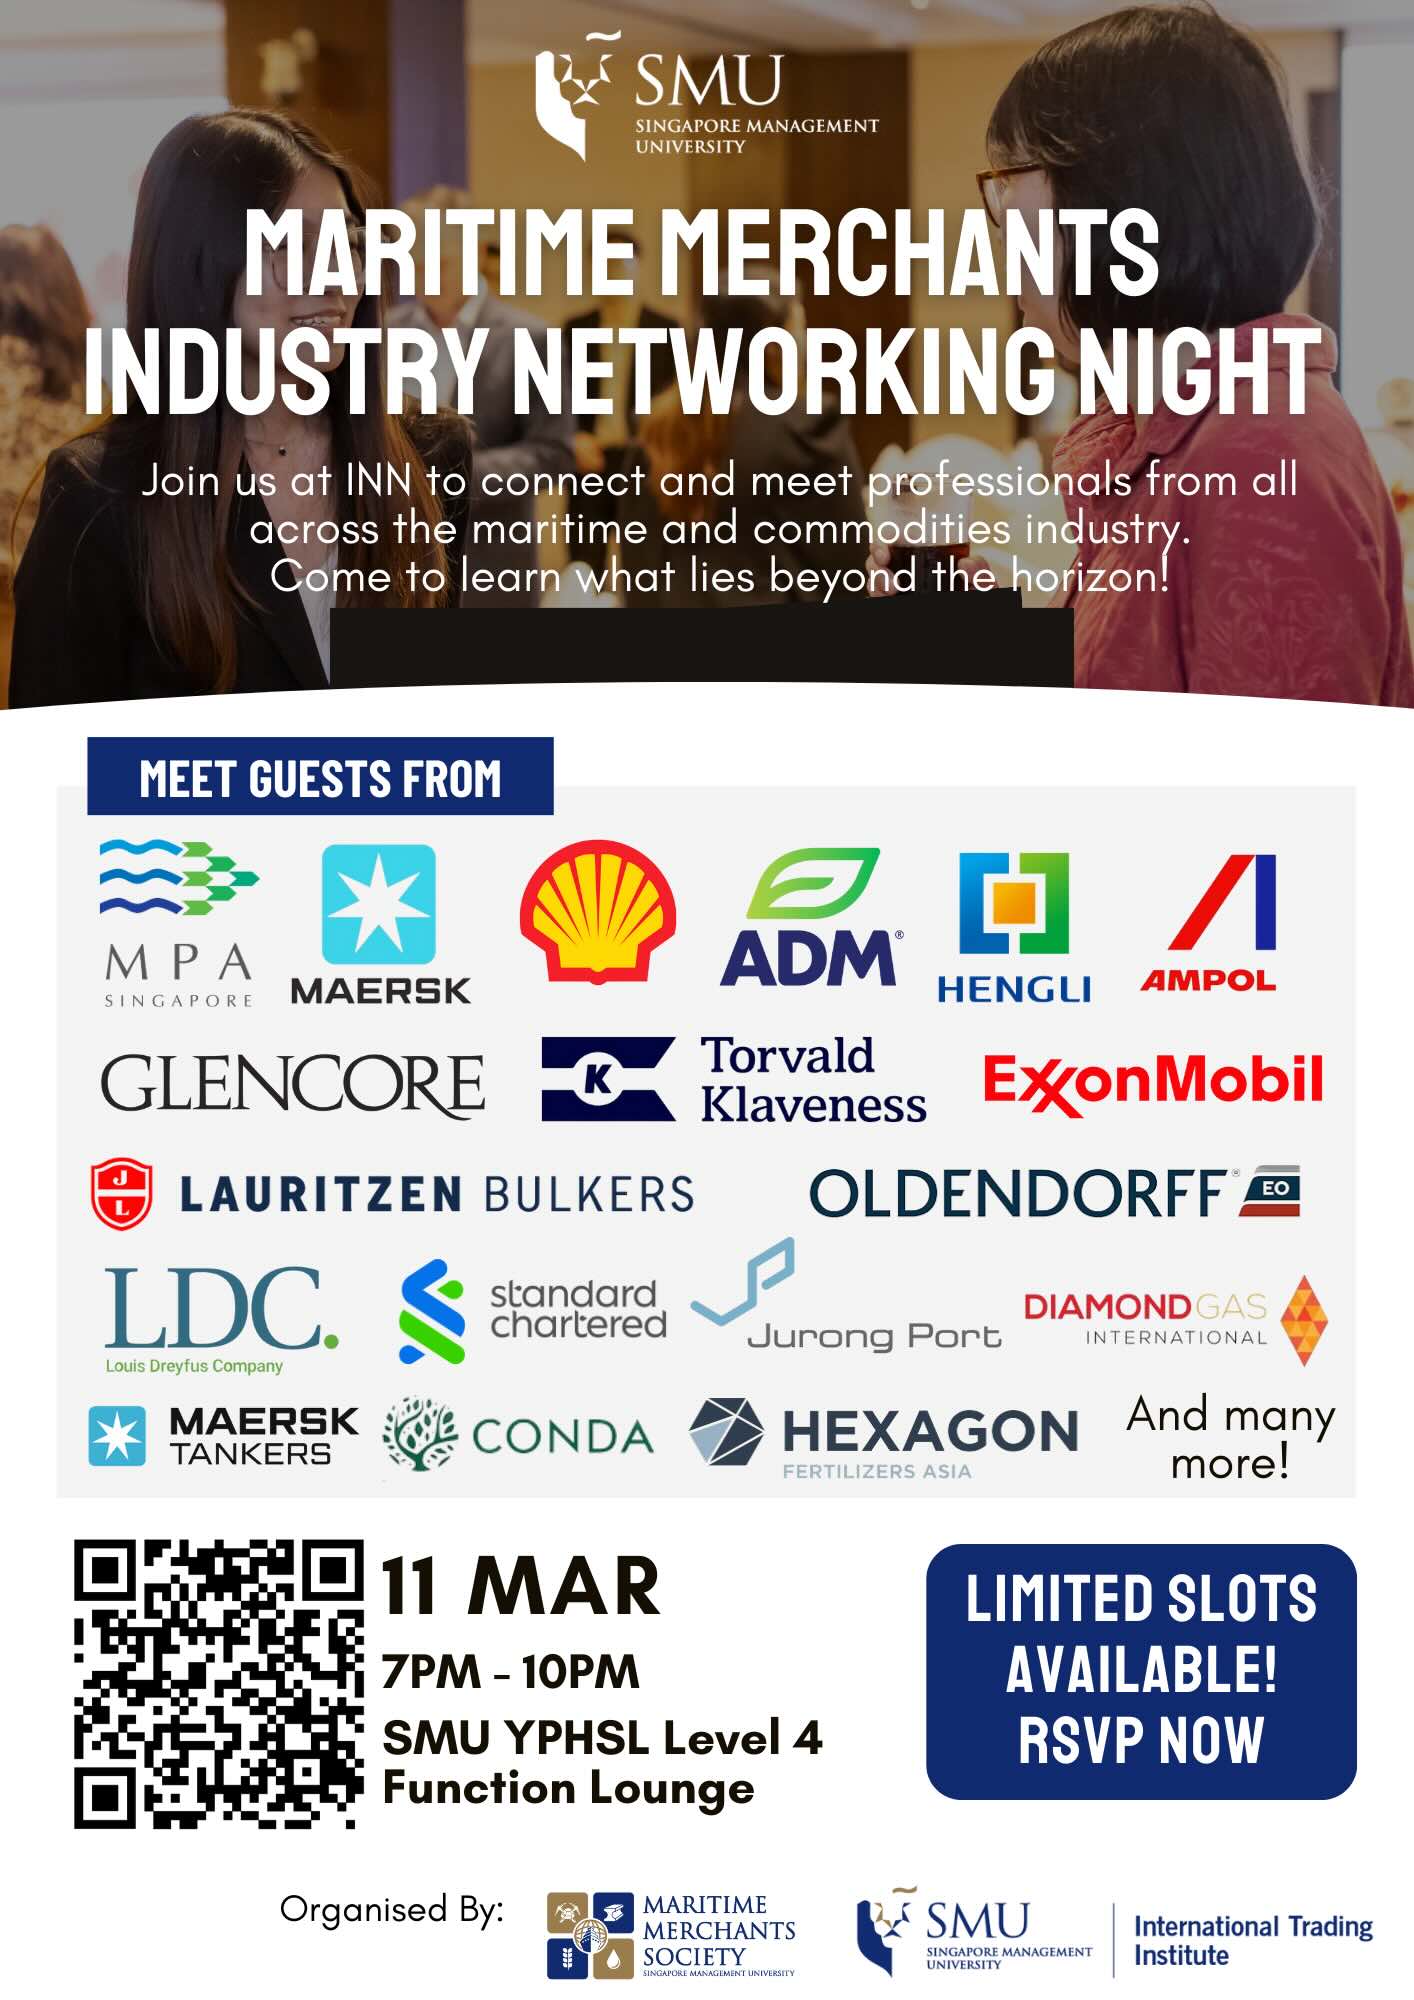 SMU
SINGAPORE MANAGEMENT
UNIVERSITY
MARITIME MERCHANTS
INDUSTRY NETWORKING NIGHT
Join us at INN to connect and meet professionals from all
across the maritime and commodities industry.
Come to learn what lies beyond the horizon!
MEET GUESTS FROM
MPA
SINGAPORE
MAERSK
ADM®
HENGLI
AMPOL
GLENCORE
K
Torvald
Klaveness
ExxonMobil
J
L
LAURITZEN BULKERS
OLDENDORFF®
EO
LDC.
Louis Dreyfus Company
standard
chartered
JP
Jurong Port
DIAMOND GAS
INTERNATIONAL
MAERSK
TANKERS
CONDA
HEXAGON
FERTILIZERS ASIA
And many
more!
11 MAR
7PM - 10PM
SMU YPHSL Level 4
Function Lounge
LIMITED SLOTS
AVAILABLE!
RSVP NOW
Organised By:
MARITIME
MERCHANTS
SOCIETY
SINGAPORE MANAGEMENT UNIVERSITY
SMU
SINGAPORE MANAGEMENT
UNIVERSITY
International Trading
Institute